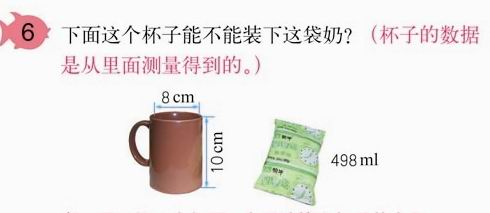 6 下面这个杯子能不能装下这袋奶？（杯子的数据
是从里面测量得到的。）
8 cm
10 cm
498 ml